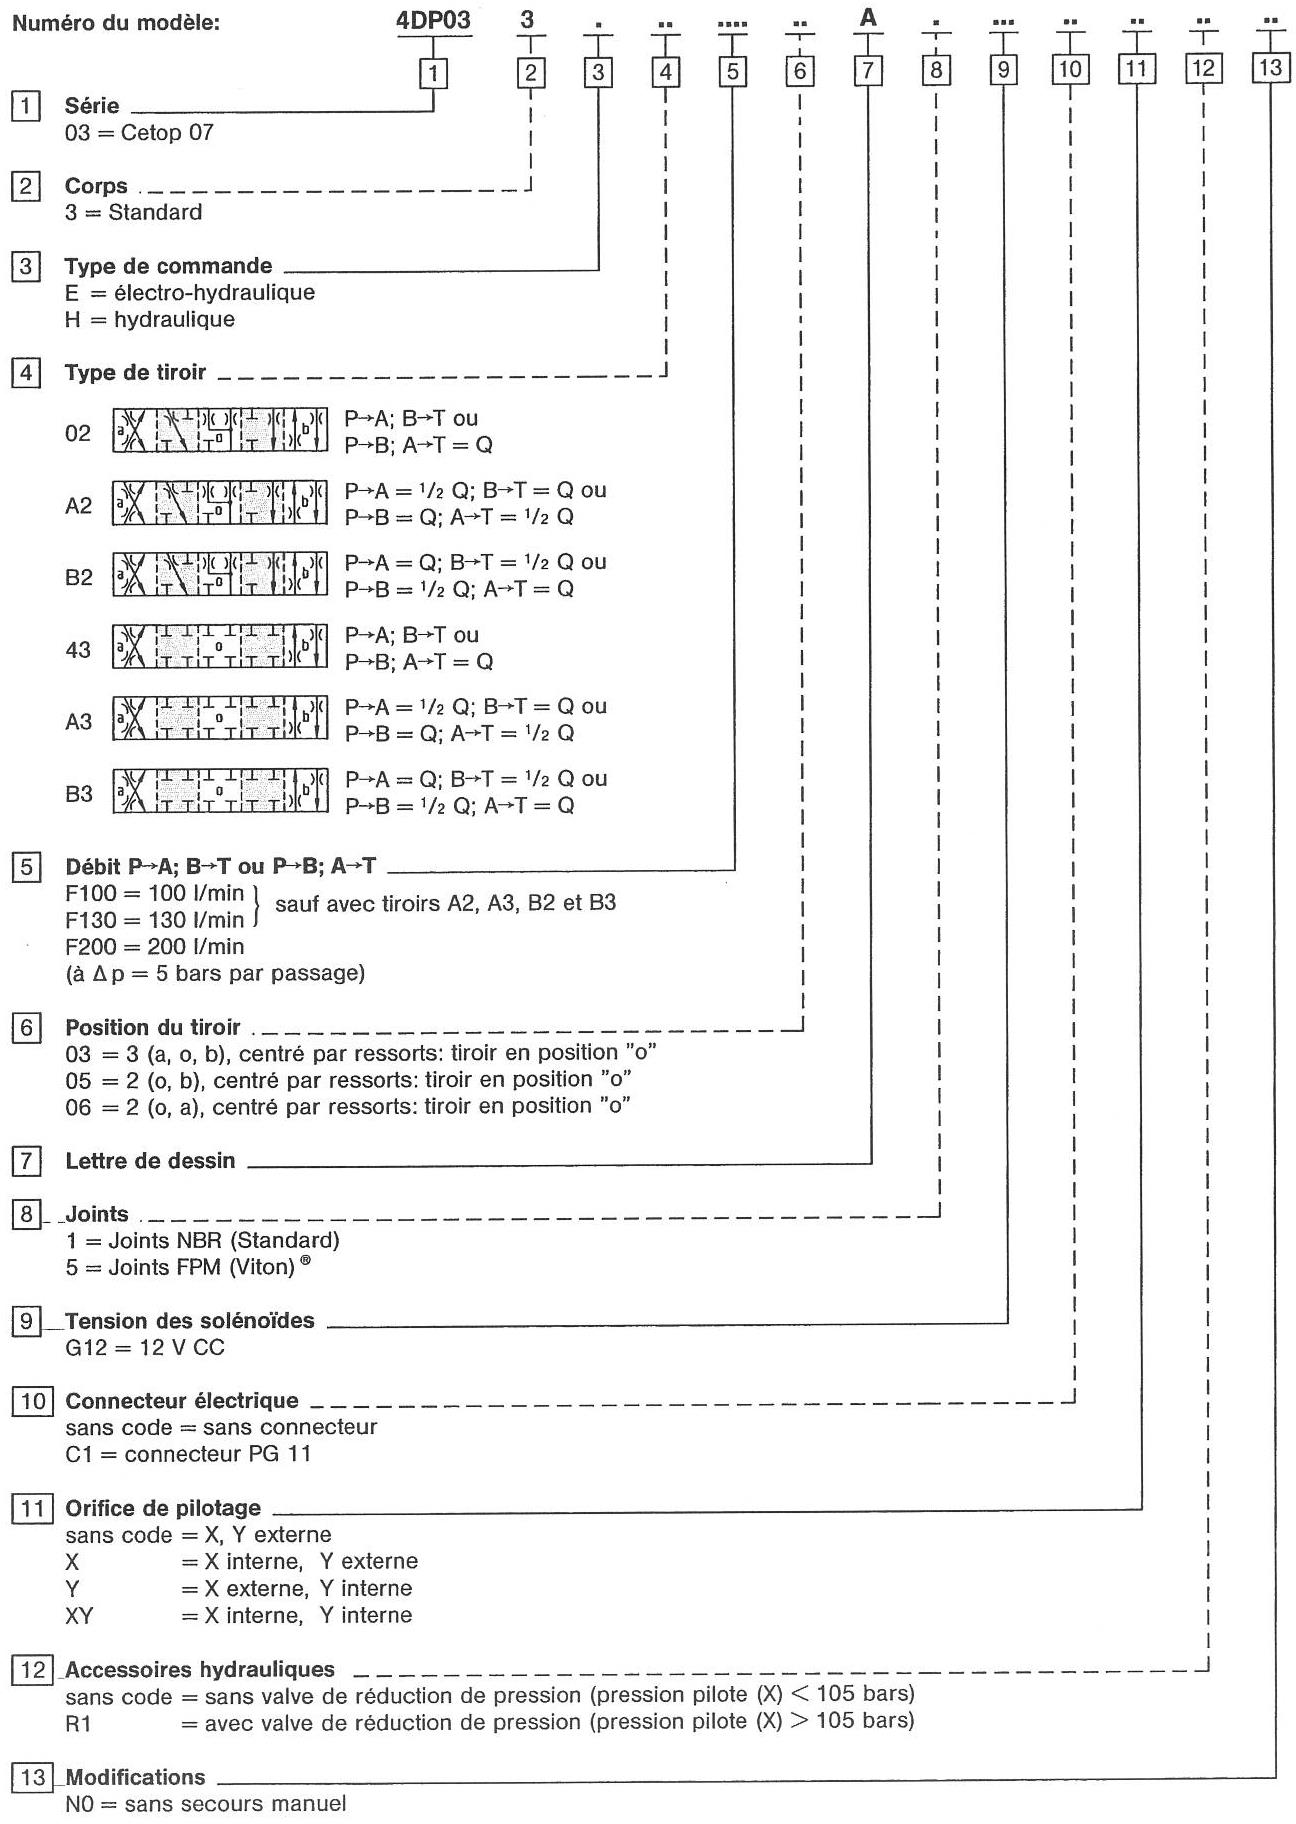 Numéro du modèle: 4DP03 3 . .. .... .. A . ... .. .. .. ..
1 2 3 4 5 6 7 8 9 10 11 12 13
1 Série
03 = Cetop 07
2 Corps
3 = Standard
3 Type de commande
E = électro-hydraulique
H = hydraulique
4 Type de tiroir
02 a o b P→A; B→T ou
P→B; A→T = Q
A2 a o b P→A = 1/2 Q; B→T = Q ou
P→B = Q; A→T = 1/2 Q
B2 a o b P→A = Q; B→T = 1/2 Q ou
P→B = 1/2 Q; A→T = Q
43 a o b P→A; B→T ou
P→B; A→T = Q
A3 a o b P→A = 1/2 Q; B→T = Q ou
P→B = Q; A→T = 1/2 Q
B3 a o b P→A = Q; B→T = 1/2 Q ou
P→B = 1/2 Q; A→T = Q
5 Débit P→A; B→T ou P→B; A→T
F100 = 100 l/min
F130 = 130 l/min } sauf avec tiroirs A2, A3, B2 et B3
F200 = 200 l/min
(à Δp = 5 bars par passage)
6 Position du tiroir
03 = 3 (a, o, b), centré par ressorts: tiroir en position "o"
05 = 2 (o, b), centré par ressorts: tiroir en position "o"
06 = 2 (o, a), centré par ressorts: tiroir en position "o"
7 Lettre de dessin
8 Joints
1 = Joints NBR (Standard)
5 = Joints FPM (Viton) ®
9 Tension des solénoïdes
G12 = 12 V CC
10 Connecteur électrique
sans code = sans connecteur
C1 = connecteur PG 11
11 Orifice de pilotage
sans code = X, Y externe
X = X interne, Y externe
Y = X externe, Y interne
XY = X interne, Y interne
12 Accessoires hydrauliques
sans code = sans valve de réduction de pression (pression pilote (X) < 105 bars)
R1 = avec valve de réduction de pression (pression pilote (X) > 105 bars)
13 Modifications
N0 = sans secours manuel